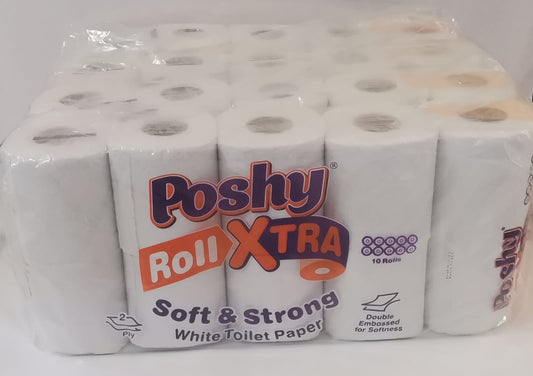 Poshy®
Roll XTRA
10 Rolls
Soft & Strong
White Toilet Paper
2
Ply
Double
Embossed
for Softness
Poshy